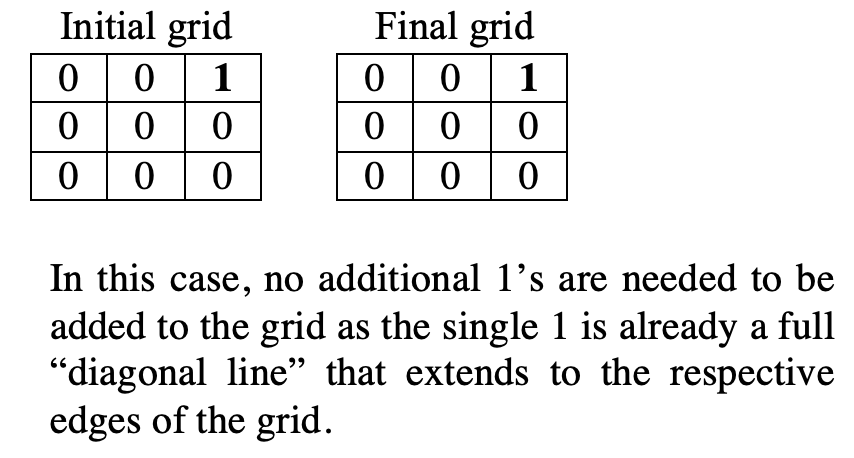 Initial grid Final grid
0 0 1 0 0 1
0 0 0 0 0 0
0 0 0 0 0 0
In this case, no additional 1’s are needed to be
added to the grid as the single 1 is already a full
“diagonal line” that extends to the respective
edges of the grid.